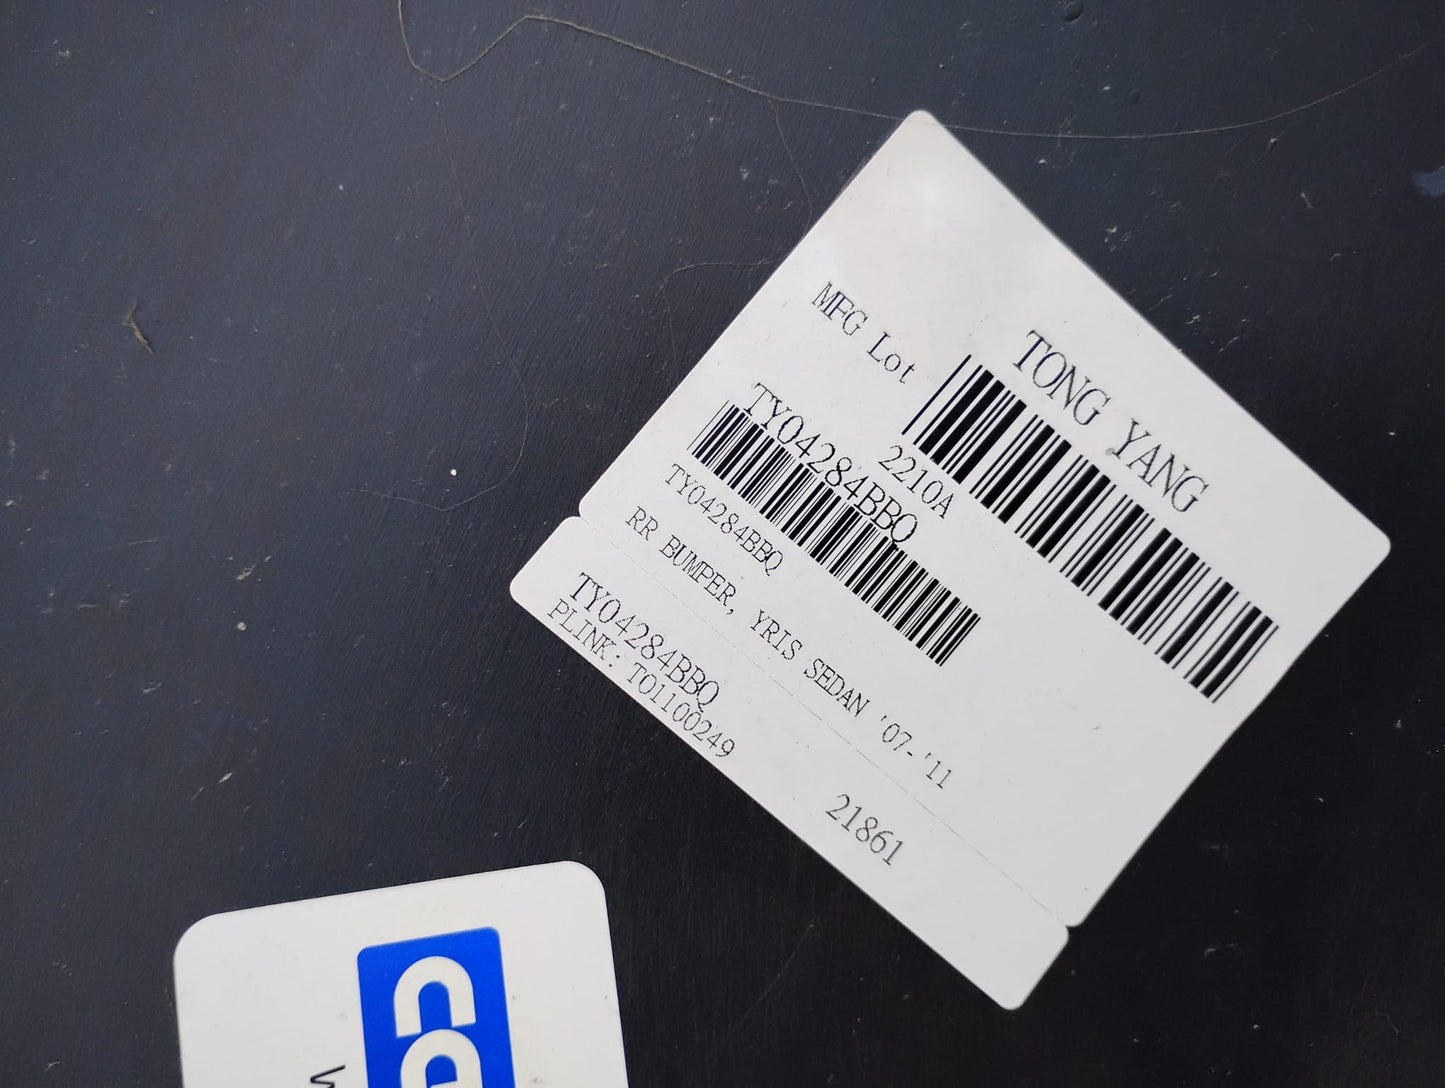 TONG YANG
MFG Lot 2210A
TY04284BBQ
TY04284BBQ
RR BUMPER, YRIS SEDAN '07-'11
TY04284BBQ
PLINK: TO1100249
21861